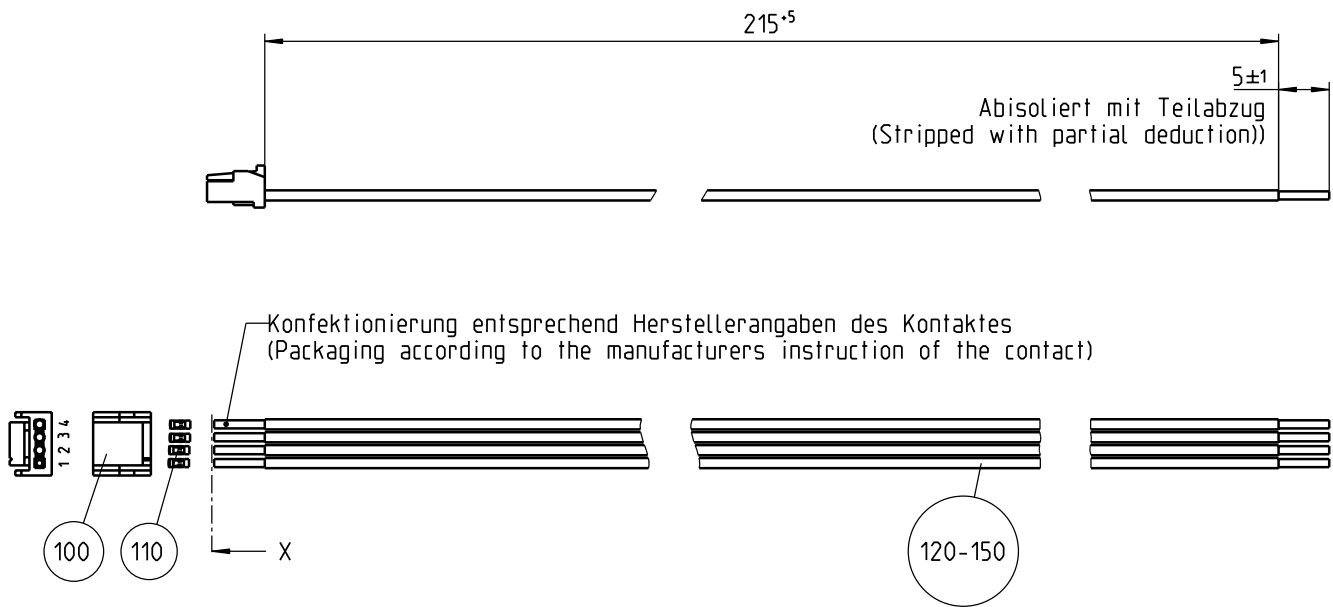 215+5
5±1
Abisoliert mit Teilabzug
(Stripped with partial deduction))
Konfektionierung entsprechend Herstellerangaben des Kontaktes
(Packaging according to the manufacturers instruction of the contact)
1 2 3 4
100
110
X
120-150